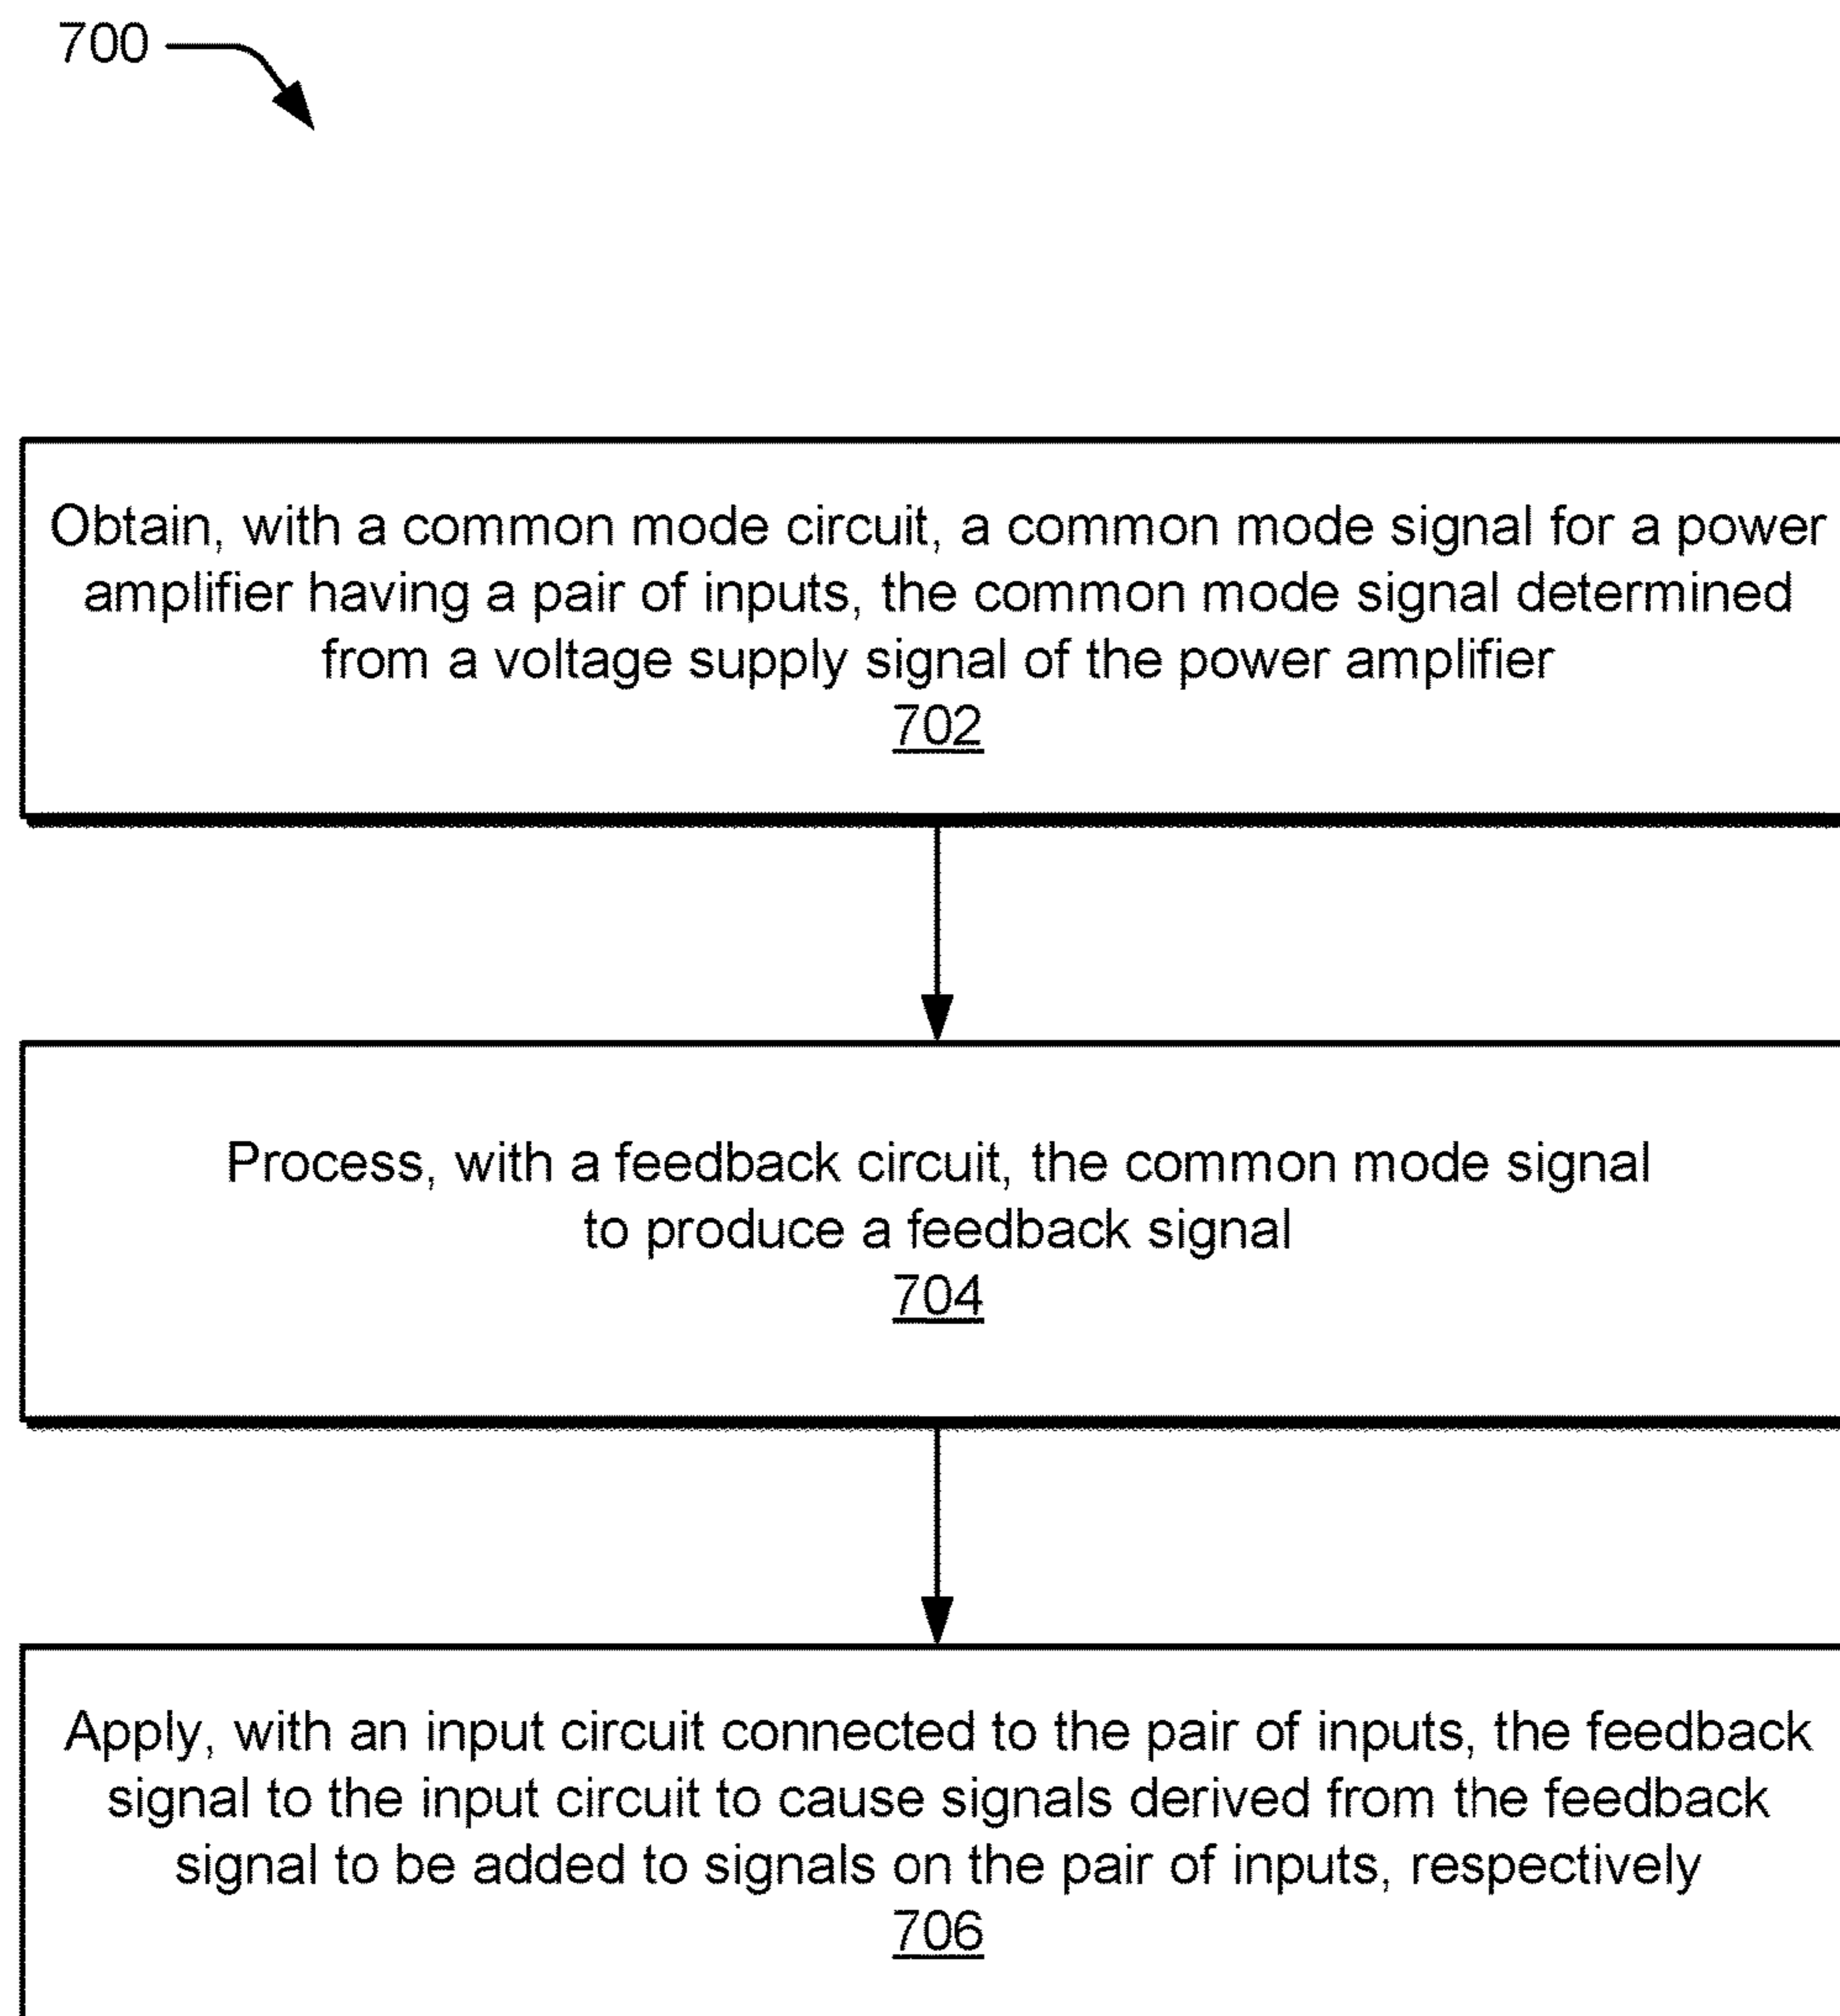 700
Obtain, with a common mode circuit, a common mode signal for a power
amplifier having a pair of inputs, the common mode signal determined
from a voltage supply signal of the power amplifier
702
Process, with a feedback circuit, the common mode signal
to produce a feedback signal
704
Apply, with an input circuit connected to the pair of inputs, the feedback
signal to the input circuit to cause signals derived from the feedback
signal to be added to signals on the pair of inputs, respectively
706